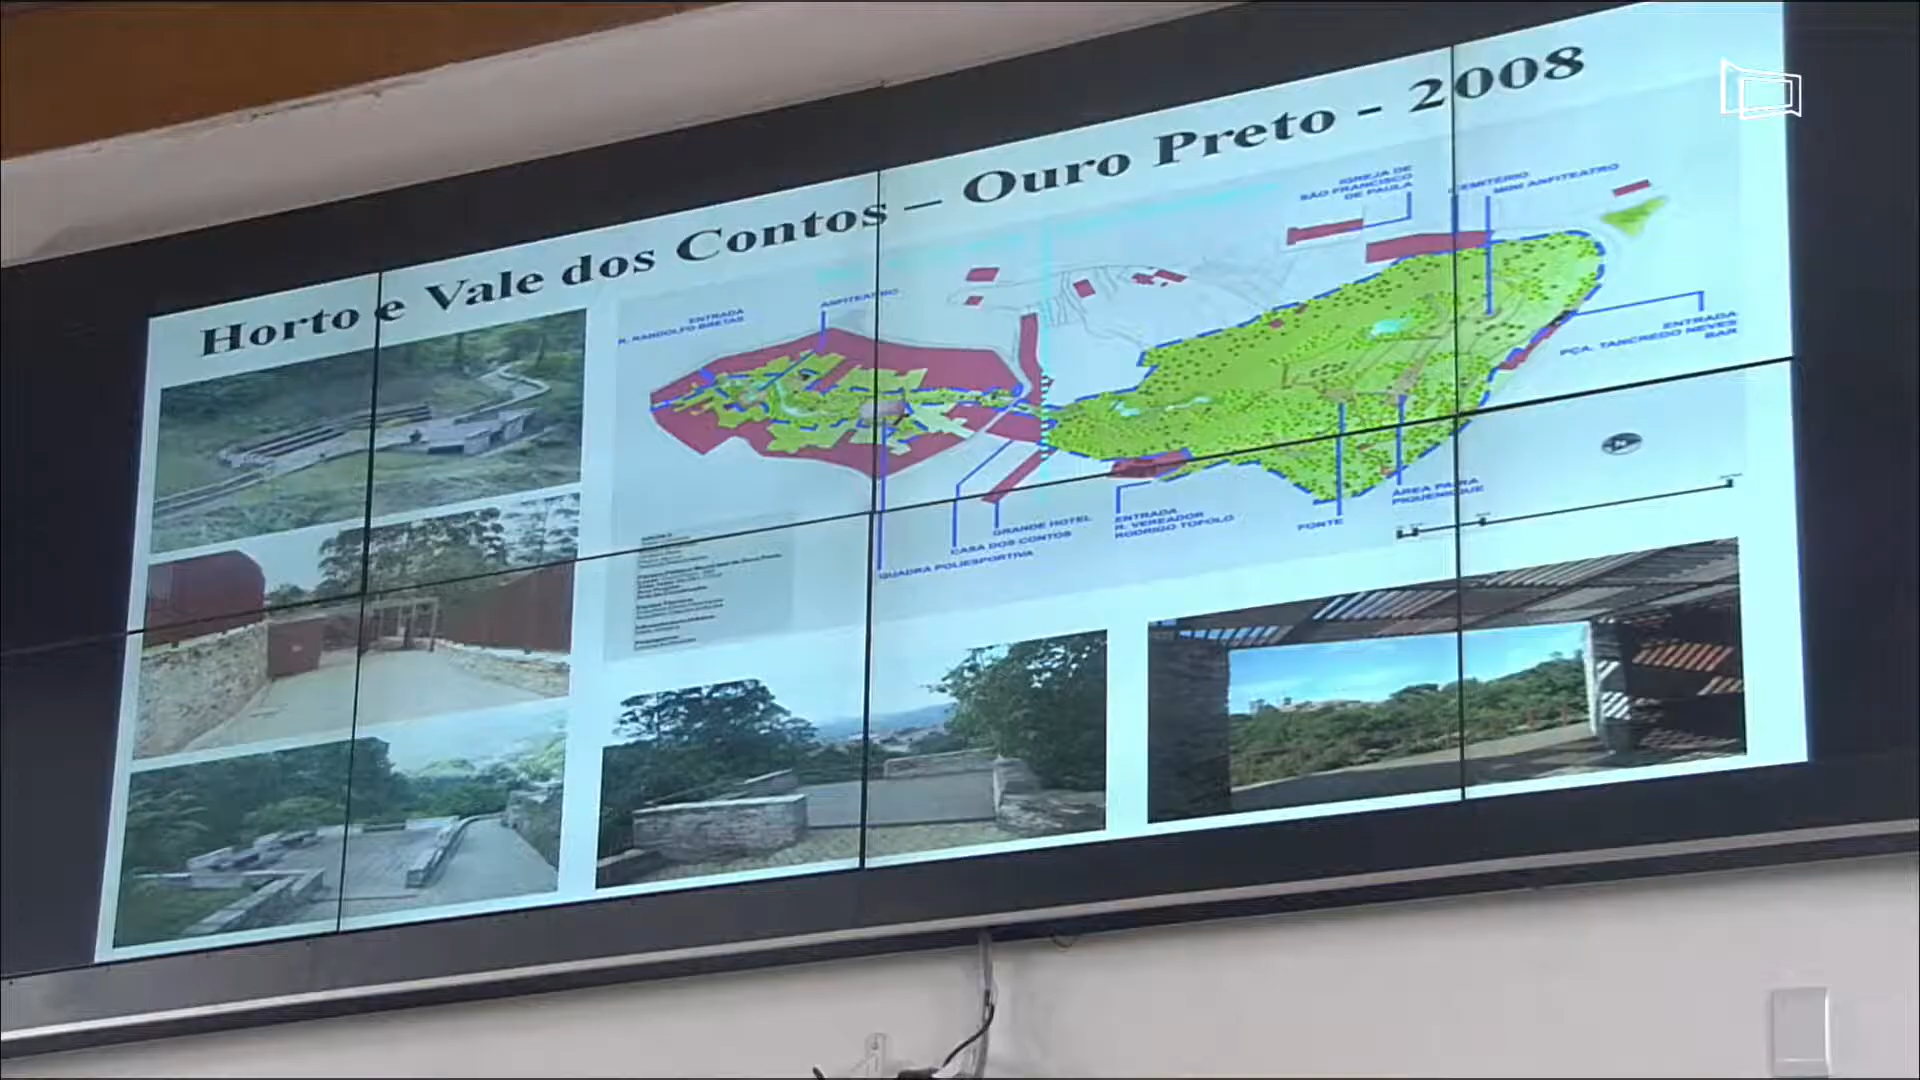 Horto e Vale dos Contos – Ouro Preto - 2008
IGREJA DE
SÃO FRANCISCO
DE PAULA
CEMITÉRIO
MINI ANFITEATRO
ENTRADA
R. RANDOLFO BRETAS
ANFITEATRO
ENTRADA
PÇA. TANCREDO NEVES
BAR
ÁREA PARA
PIQUENIQUE
FONTE
ENTRADA
R. VEREADOR
RODRIGO TOFOLO
GRANDE HOTEL
CASA DOS CONTOS
QUADRA POLIESPORTIVA
N